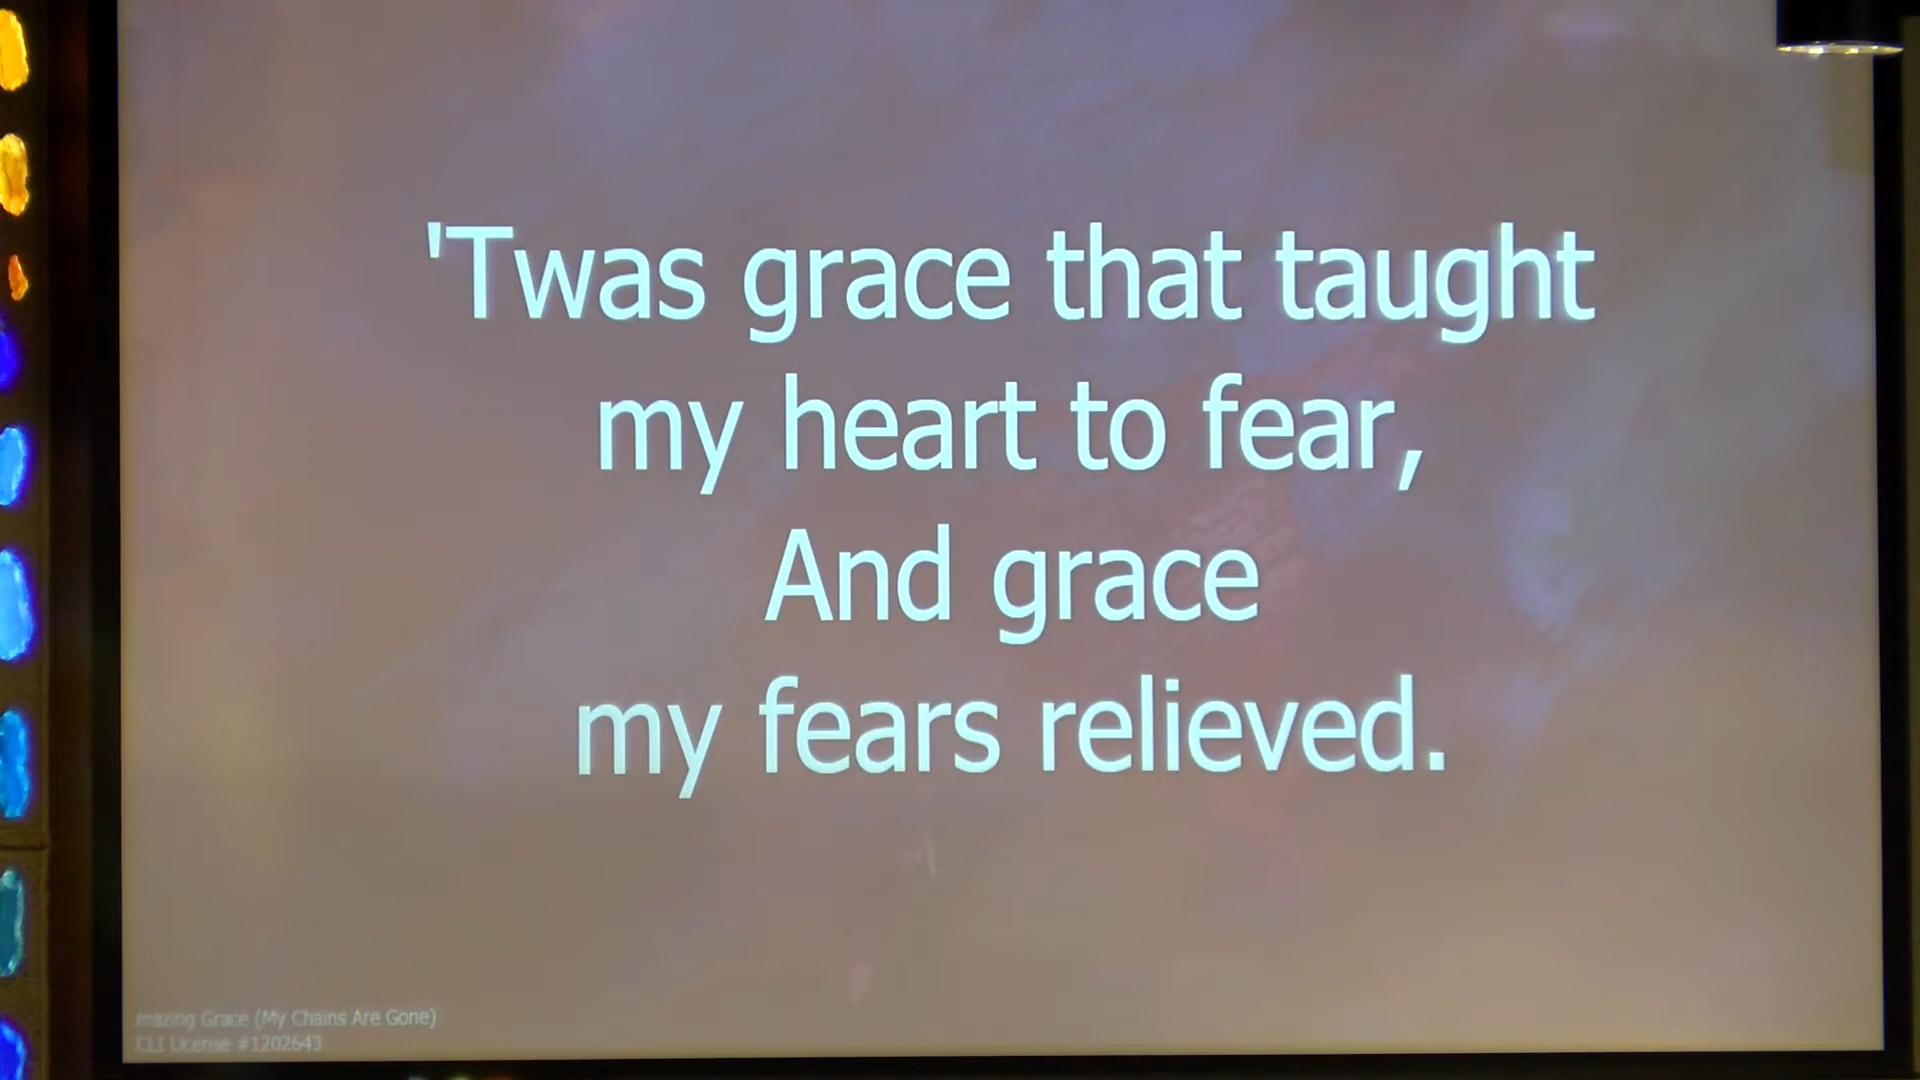 'Twas grace that taught
my heart to fear,
And grace
my fears relieved.
mazing Grace (My Chains Are Gone)
CLI License #1202643